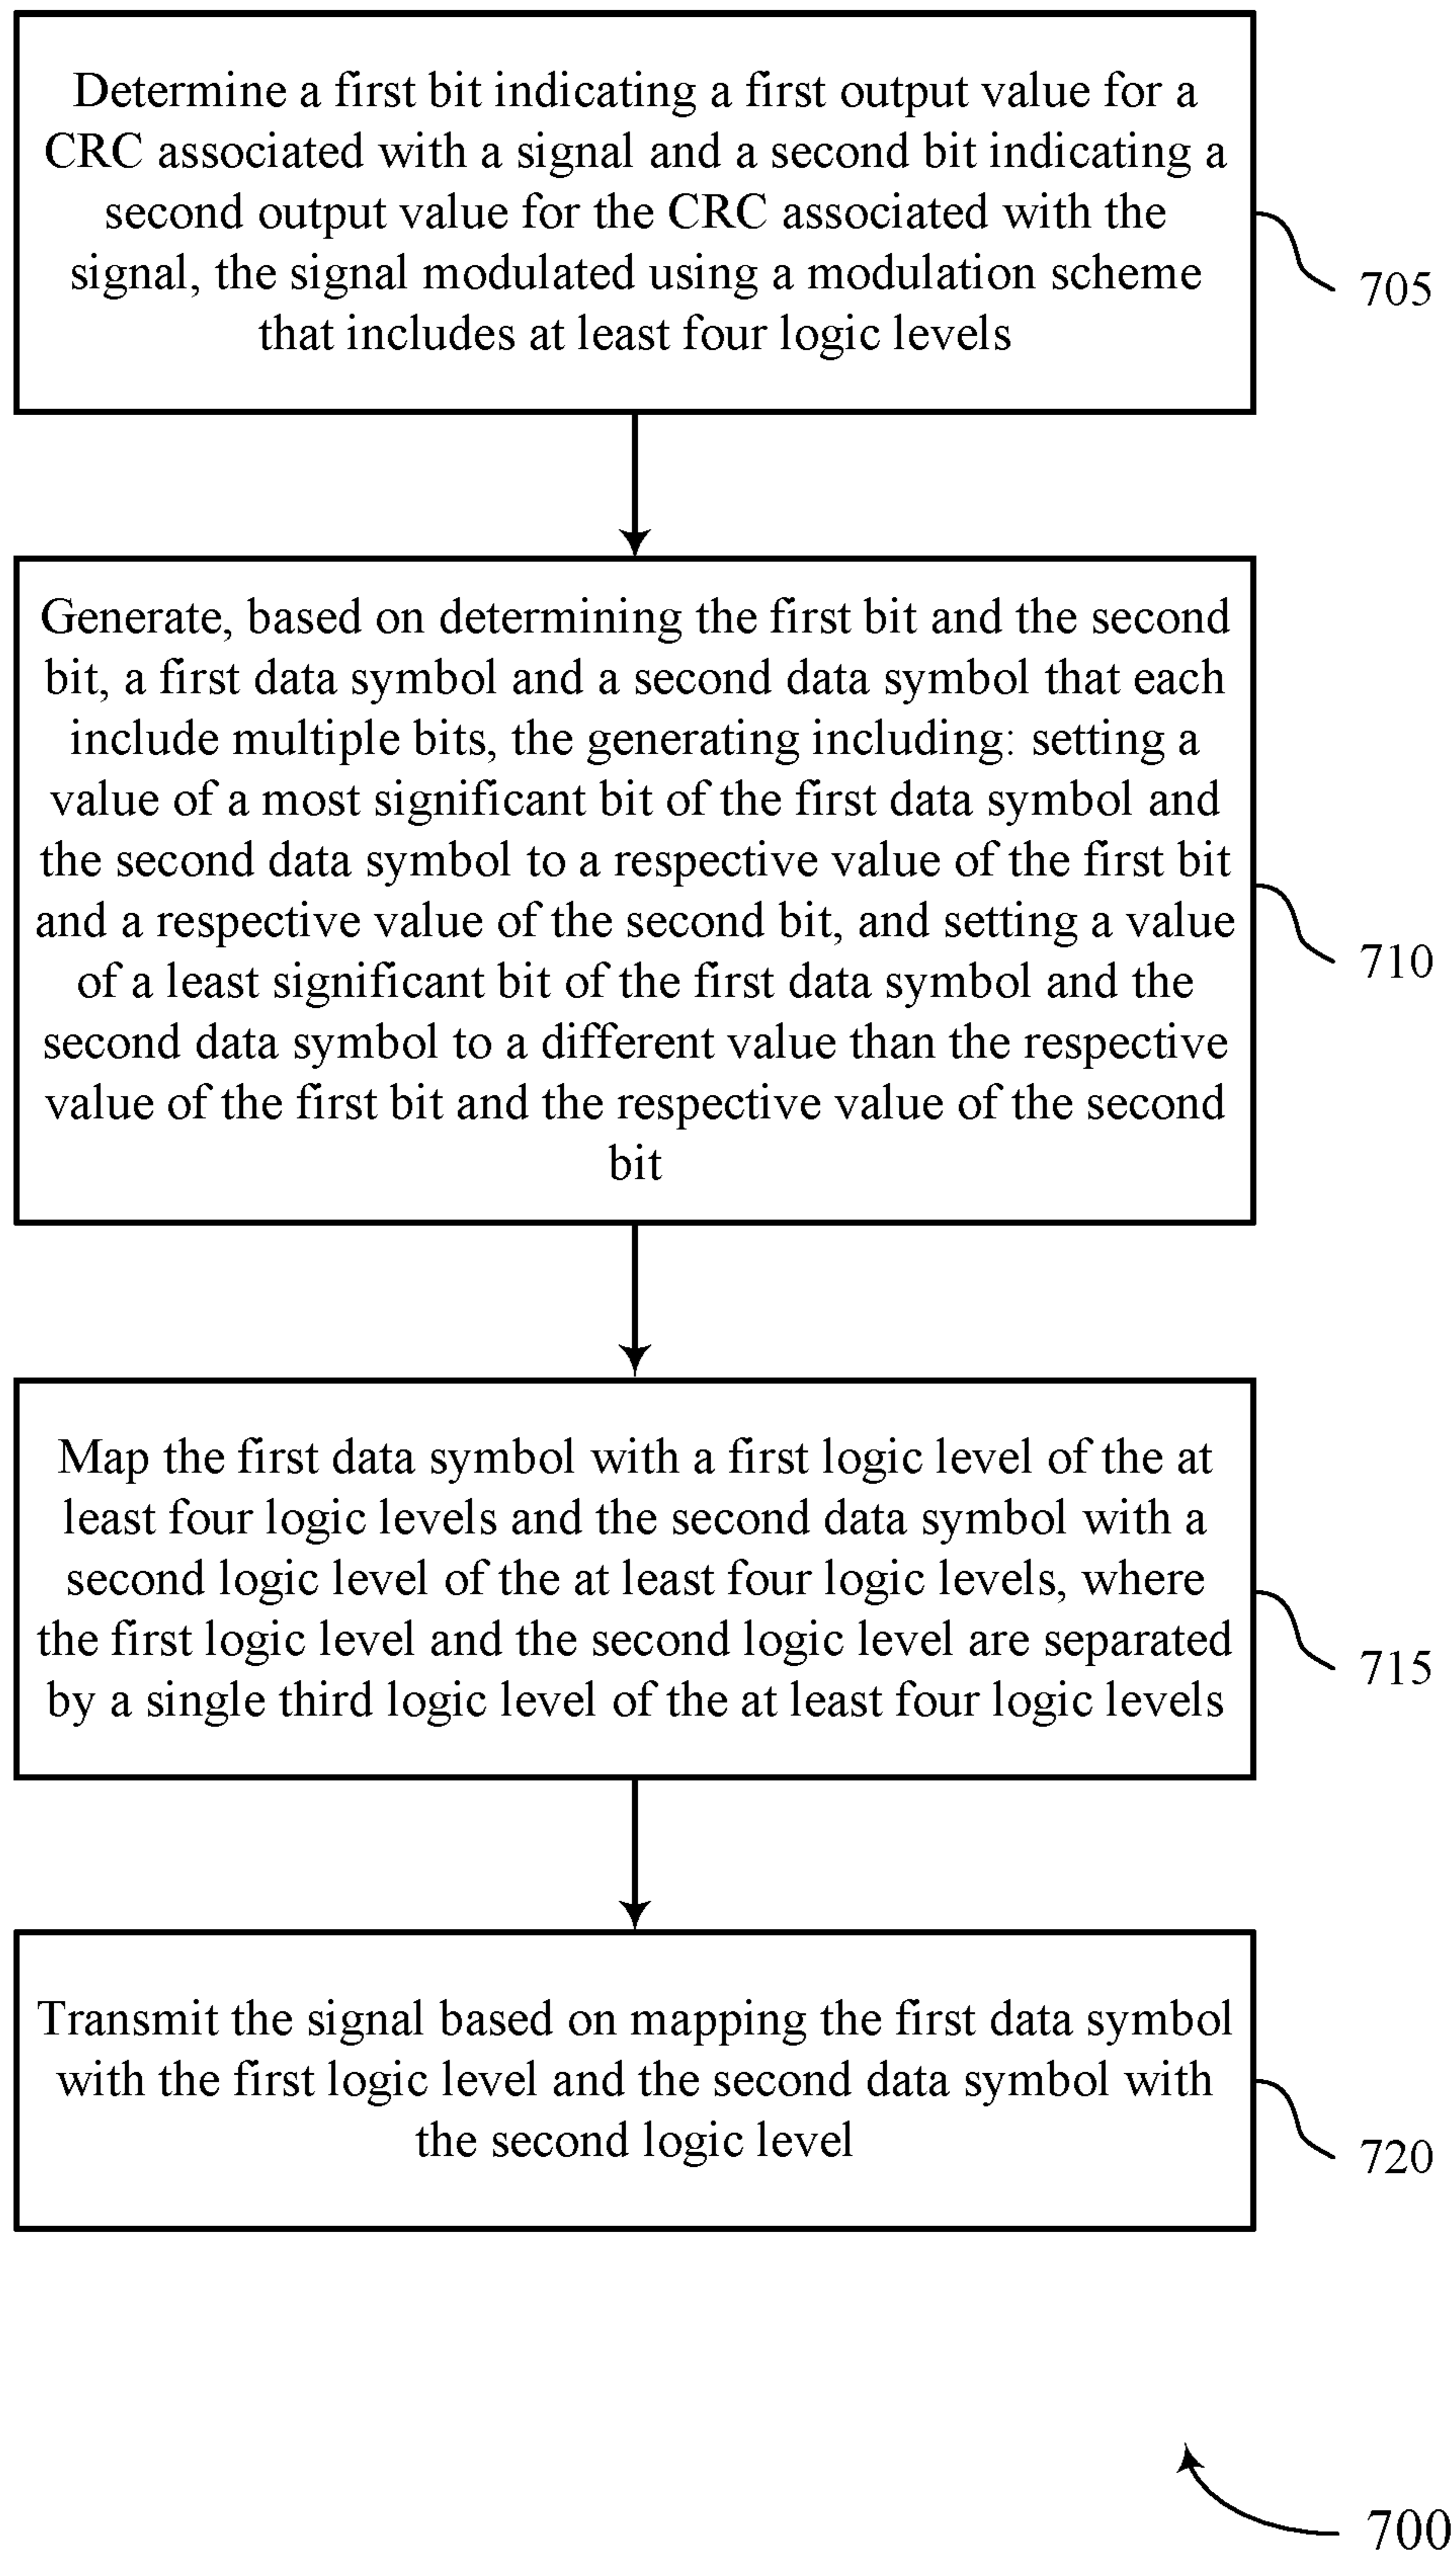 Determine a first bit indicating a first output value for a
CRC associated with a signal and a second bit indicating a
second output value for the CRC associated with the
signal, the signal modulated using a modulation scheme
that includes at least four logic levels
705
Generate, based on determining the first bit and the second
bit, a first data symbol and a second data symbol that each
include multiple bits, the generating including: setting a
value of a most significant bit of the first data symbol and
the second data symbol to a respective value of the first bit
and a respective value of the second bit, and setting a value
of a least significant bit of the first data symbol and the
second data symbol to a different value than the respective
value of the first bit and the respective value of the second
bit
710
Map the first data symbol with a first logic level of the at
least four logic levels and the second data symbol with a
second logic level of the at least four logic levels, where
the first logic level and the second logic level are separated
by a single third logic level of the at least four logic levels
715
Transmit the signal based on mapping the first data symbol
with the first logic level and the second data symbol with
the second logic level
720
700